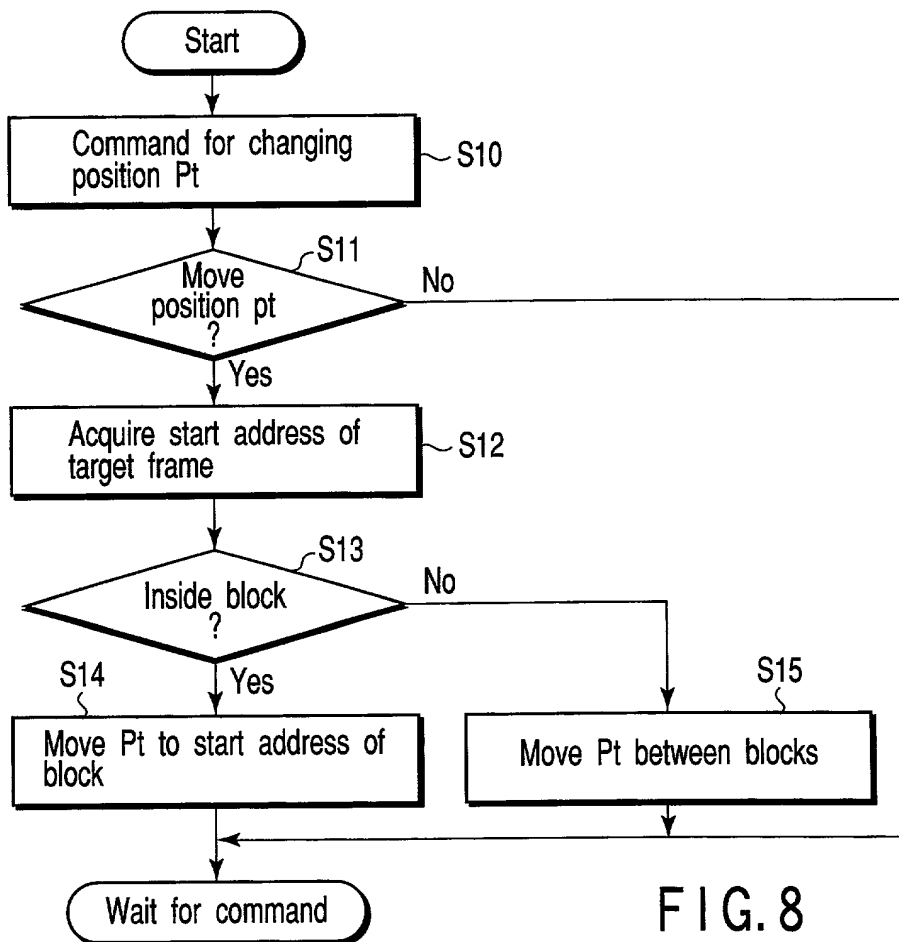 Start
Command for changing
position Pt
S10
S11
Move
position pt
?
No
Yes
Acquire start address of
target frame
S12
S13
Inside block
?
No
Yes
S14
Move Pt to start address of
block
S15
Move Pt between blocks
Wait for command
FIG. 8